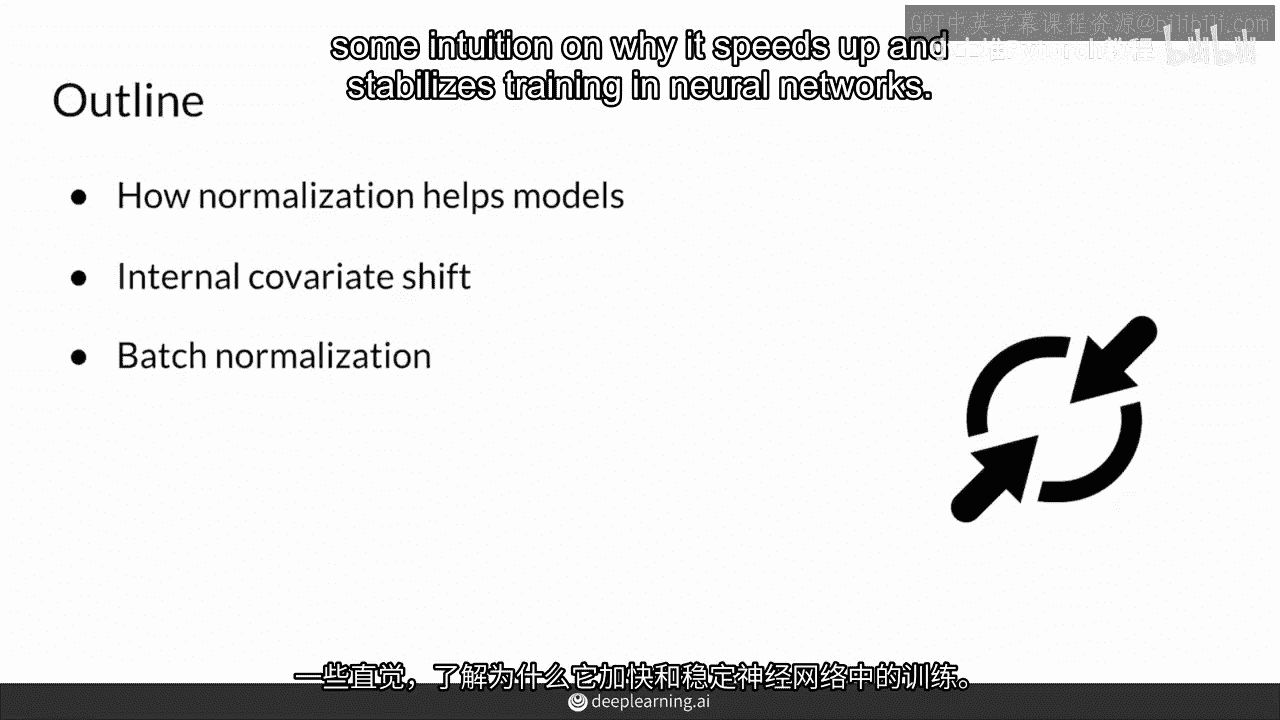 GPT中英字幕课程资源@bilibili.com
some intuition on why it speeds up and
stabilizes training in neural networks.
bilibili
Outline
How normalization helps models
Internal covariate shift
Batch normalization
一些直觉，了解为什么它加快和稳定神经网络中的训练。
deeplearning.ai